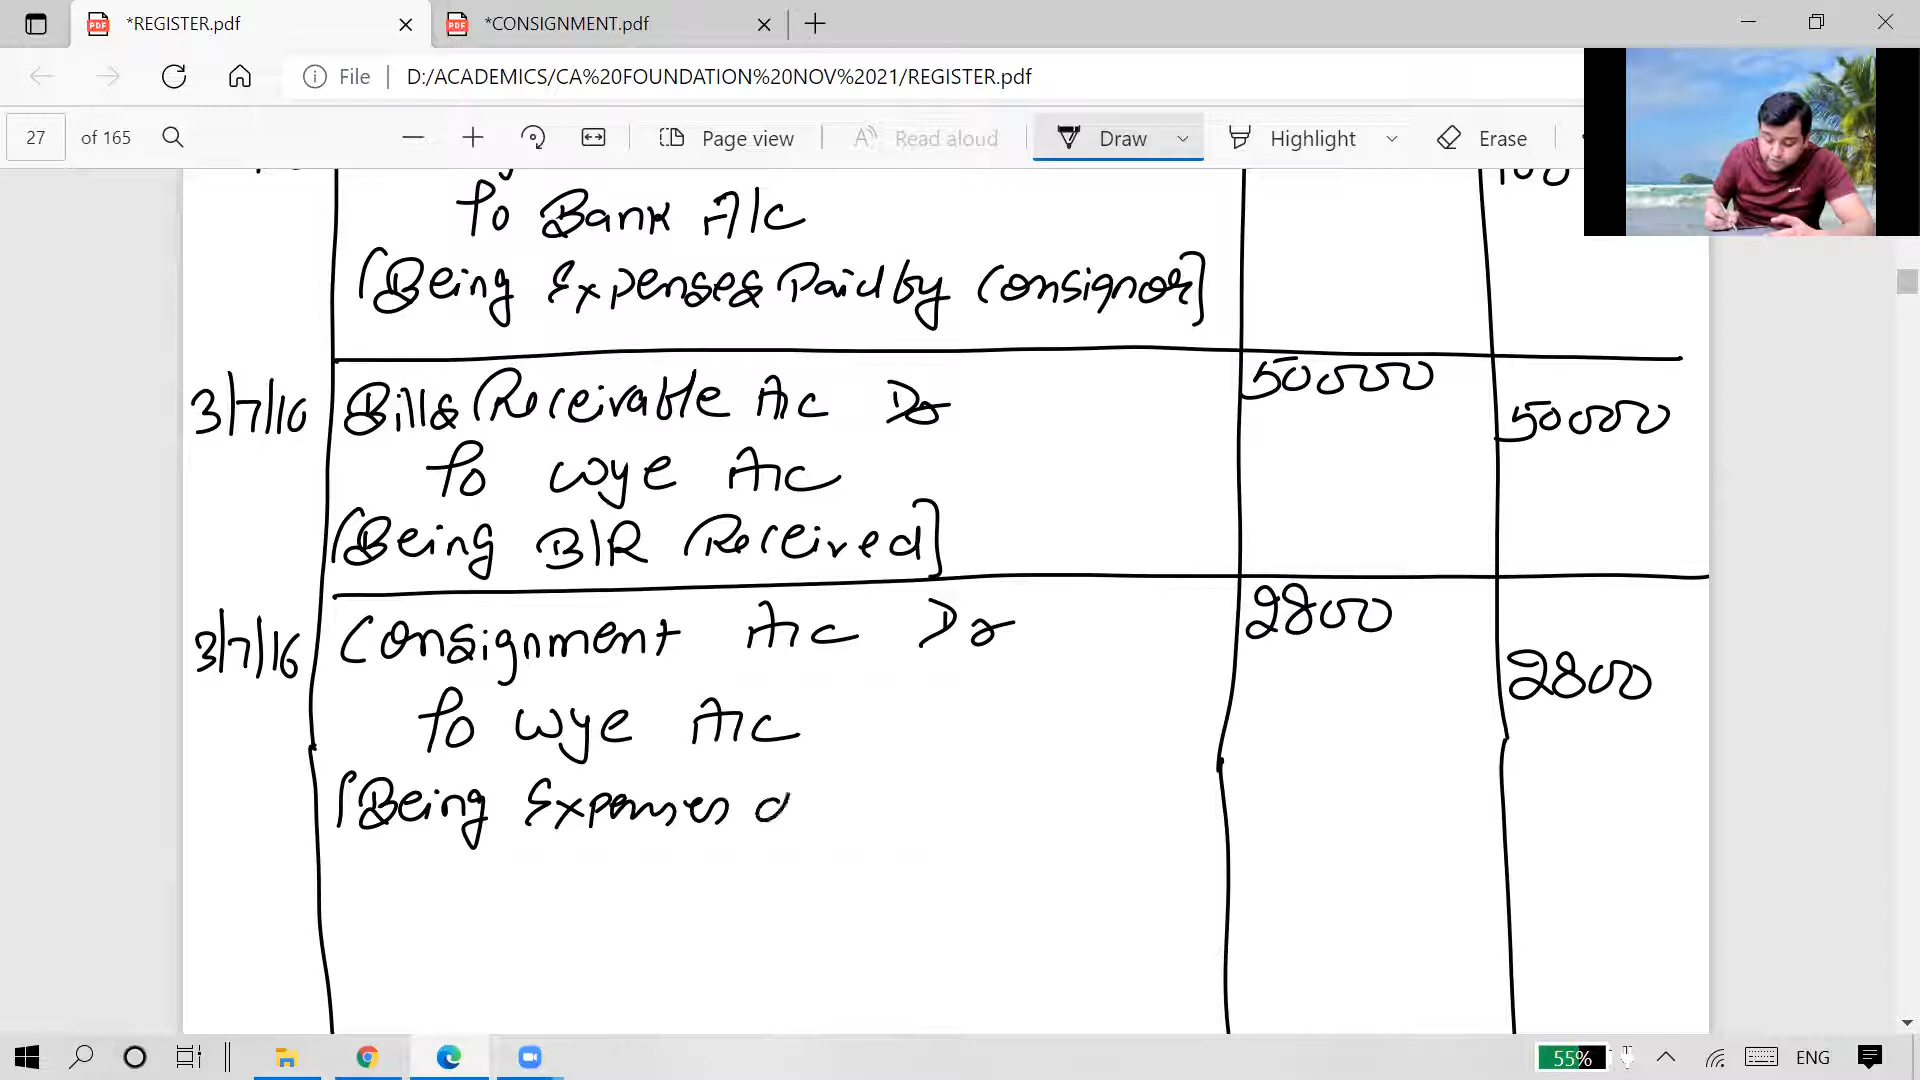 *REGISTER.pdf
*CONSIGNMENT.pdf
File
D:/ACADEMICS/CA%20FOUNDATION%20NOV%2021/REGISTER.pdf
27 of 165
Page view
Read aloud
Draw
Highlight
Erase
To Bank A/c
[Being Expenses Paid by Consignor]
3/7/16 Bills Receivable A/c Dr 50000
50000
To Wye A/c
[Being B/R Received]
3/7/16 Consignment A/c Dr 2800
2800
To Wye A/c
[Being Expenses
55%
ENG